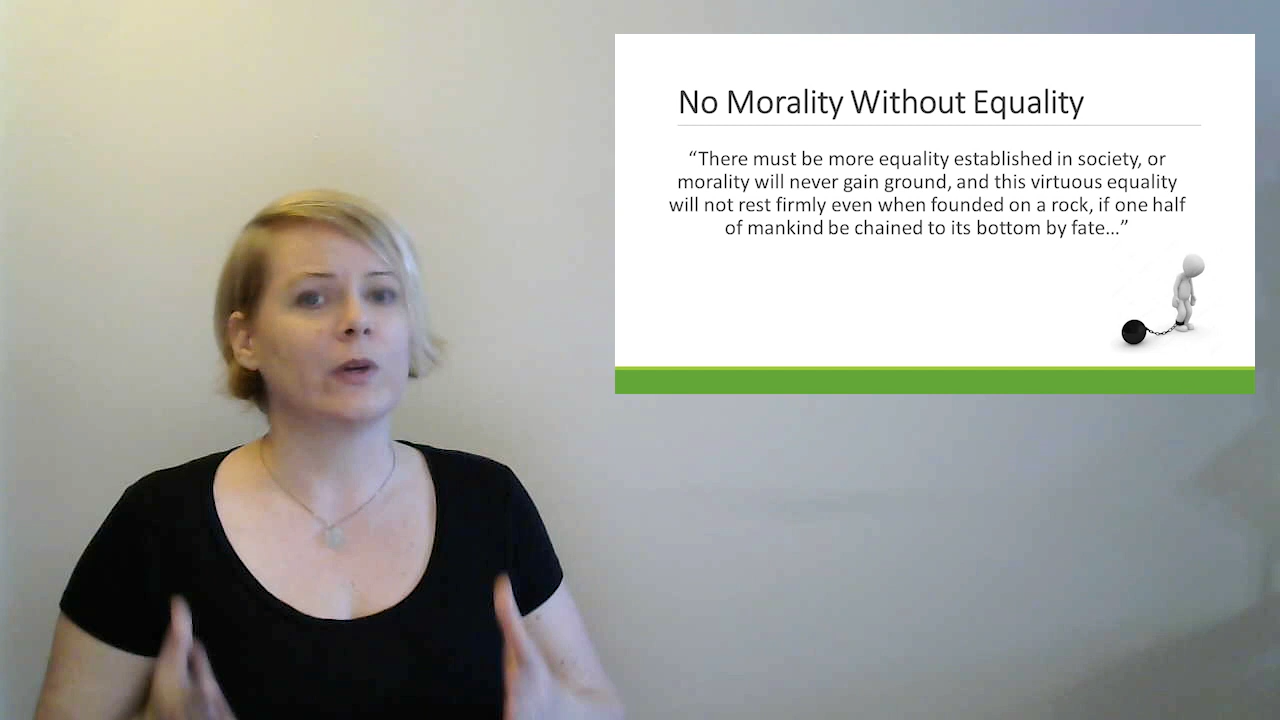 No Morality Without Equality
“There must be more equality established in society, or
morality will never gain ground, and this virtuous equality
will not rest firmly even when founded on a rock, if one half
of mankind be chained to its bottom by fate…”